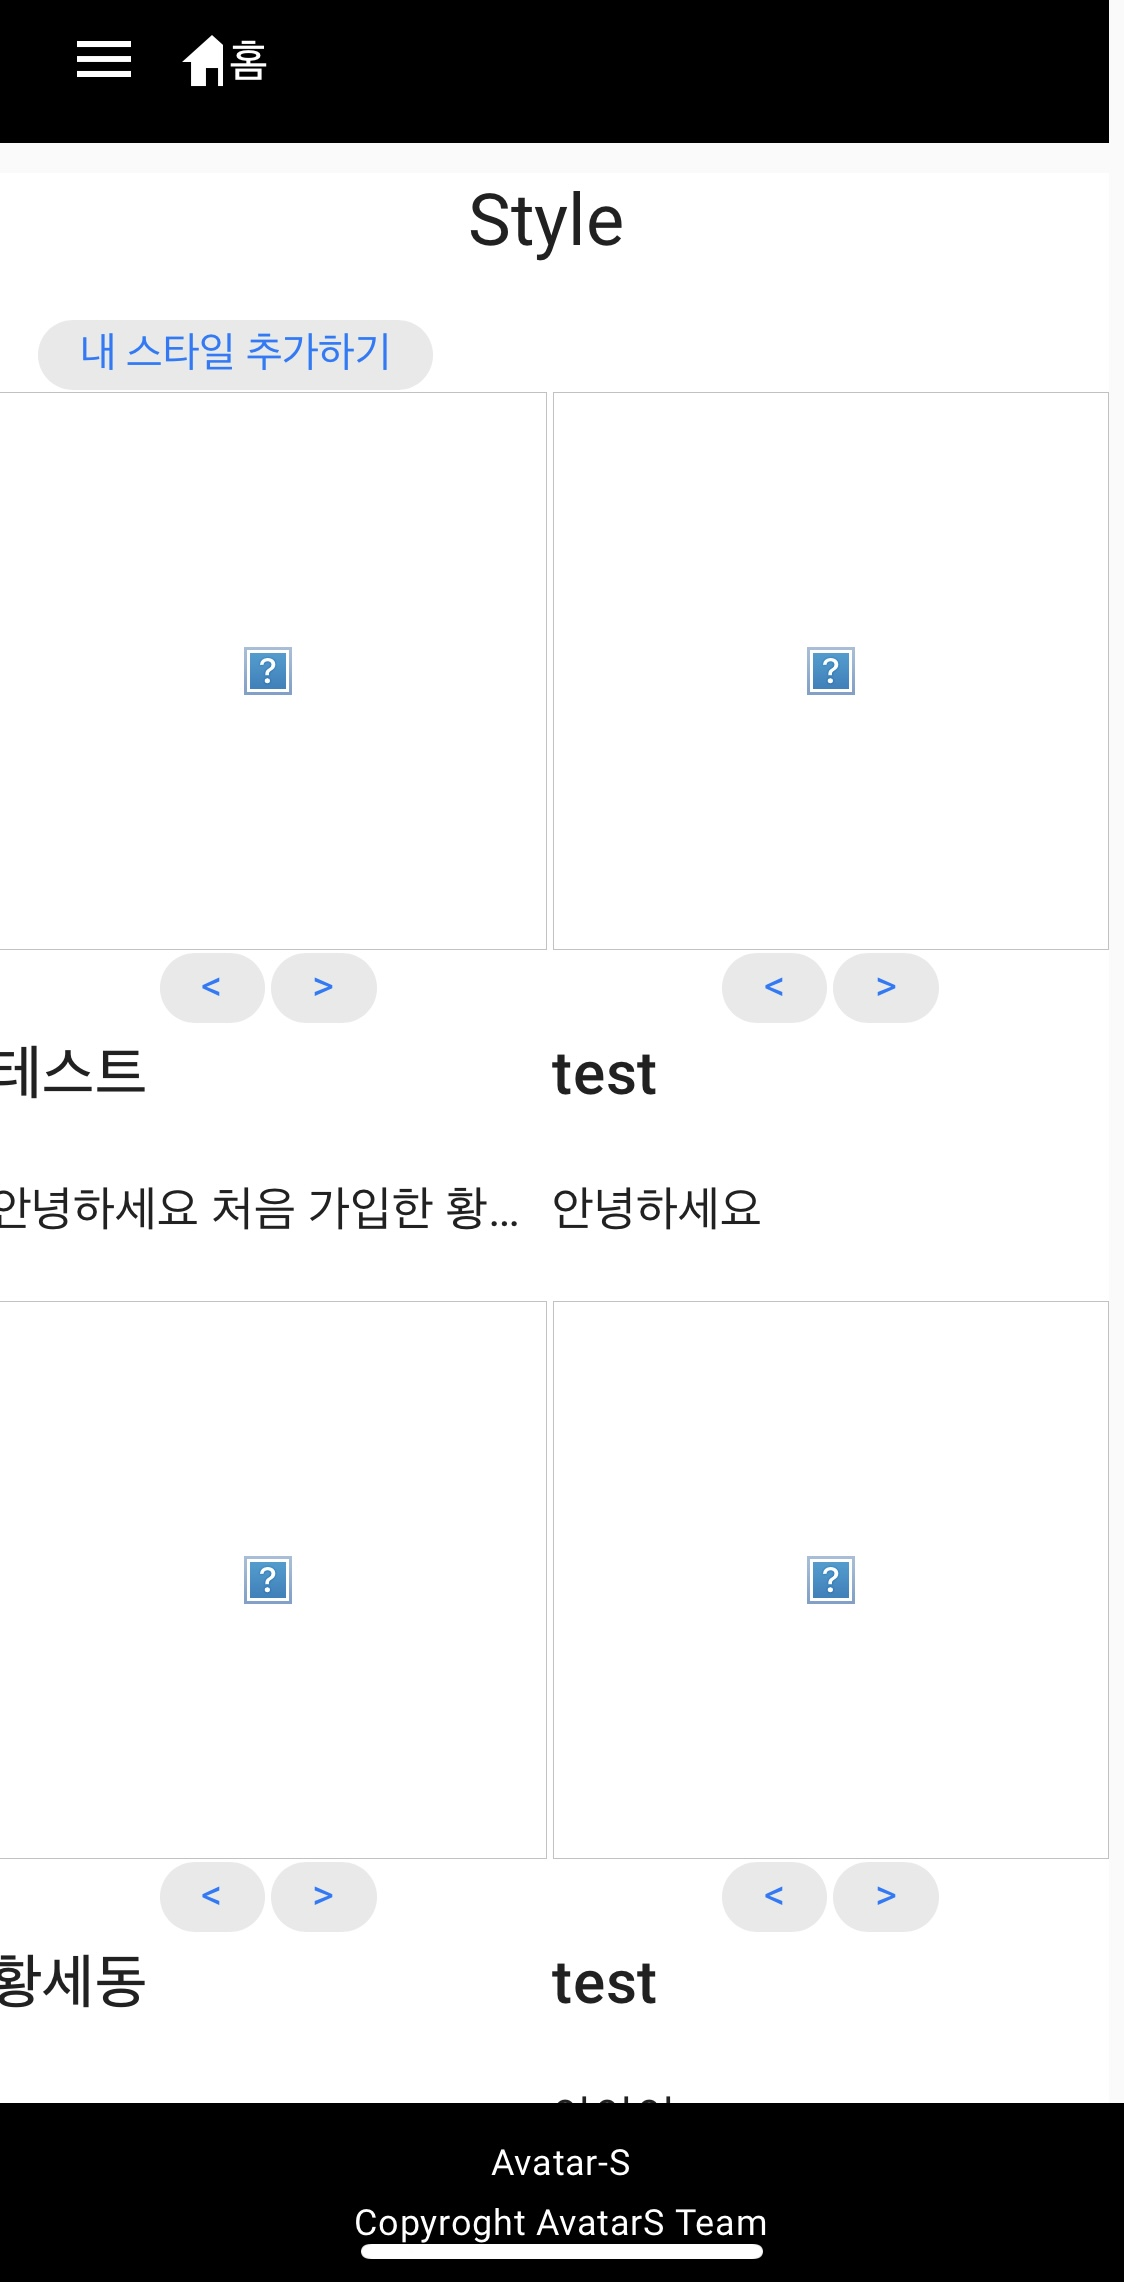 홈
Style
내 스타일 추가하기
< > < >
테스트 test
안녕하세요 처음 가입한 황... 안녕하세요
< > < >
황세동 test
Avatar-S
Copyroght AvatarS Team